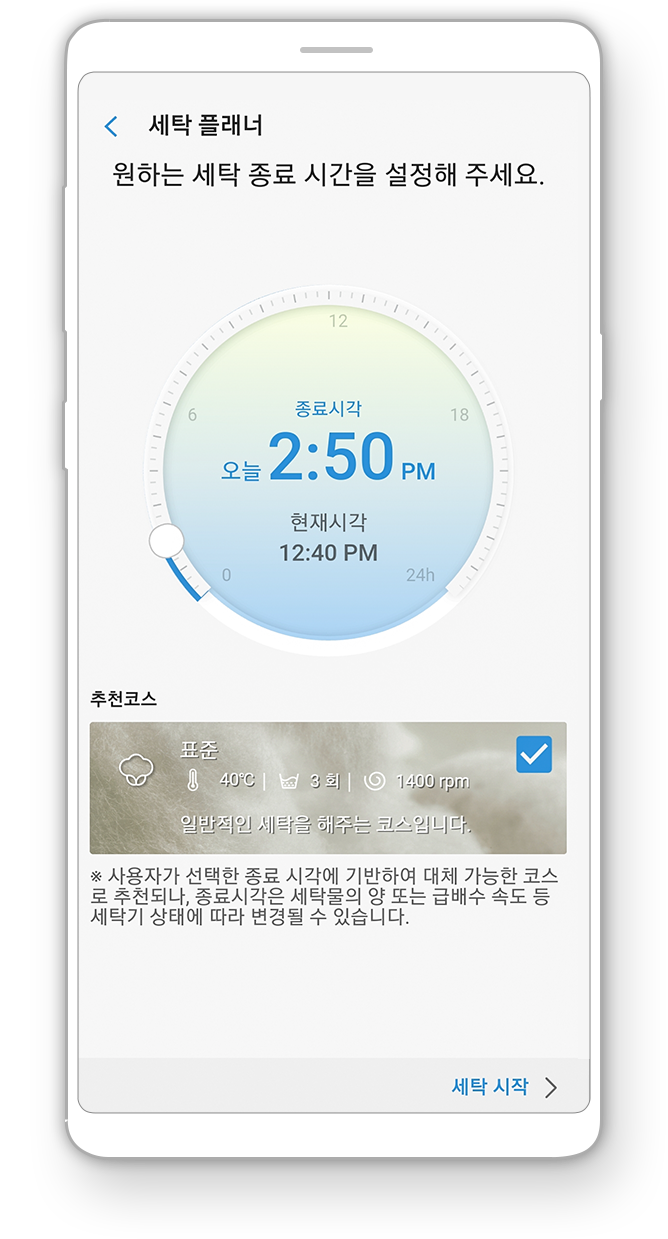 세탁 플래너
원하는 세탁 종료 시간을 설정해 주세요.
12
6
18
종료시각
오늘 2:50 PM
현재시각
12:40 PM
0
24h
추천코스
표준
40℃ | 3 회 | 1400 rpm
일반적인 세탁을 해주는 코스입니다.
※ 사용자가 선택한 종료 시각에 기반하여 대체 가능한 코스
로 추천되나, 종료시각은 세탁물의 양 또는 급배수 속도 등
세탁기 상태에 따라 변경될 수 있습니다.
세탁 시작